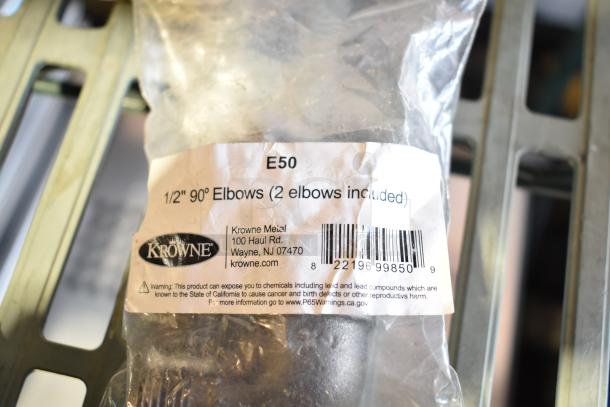 E50
1/2" 90° Elbows (2 elbows included)
KROWNE
Krowne Metal
100 Haul Rd.
Wayne, NJ 07470
krowne.com
8 22196 99850 9
Warning: This product can expose you to chemicals including lead and lead compounds which are
known to the State of California to cause cancer and birth defects or other reproductive harm.
For more information go to www.P65Warnings.ca.gov